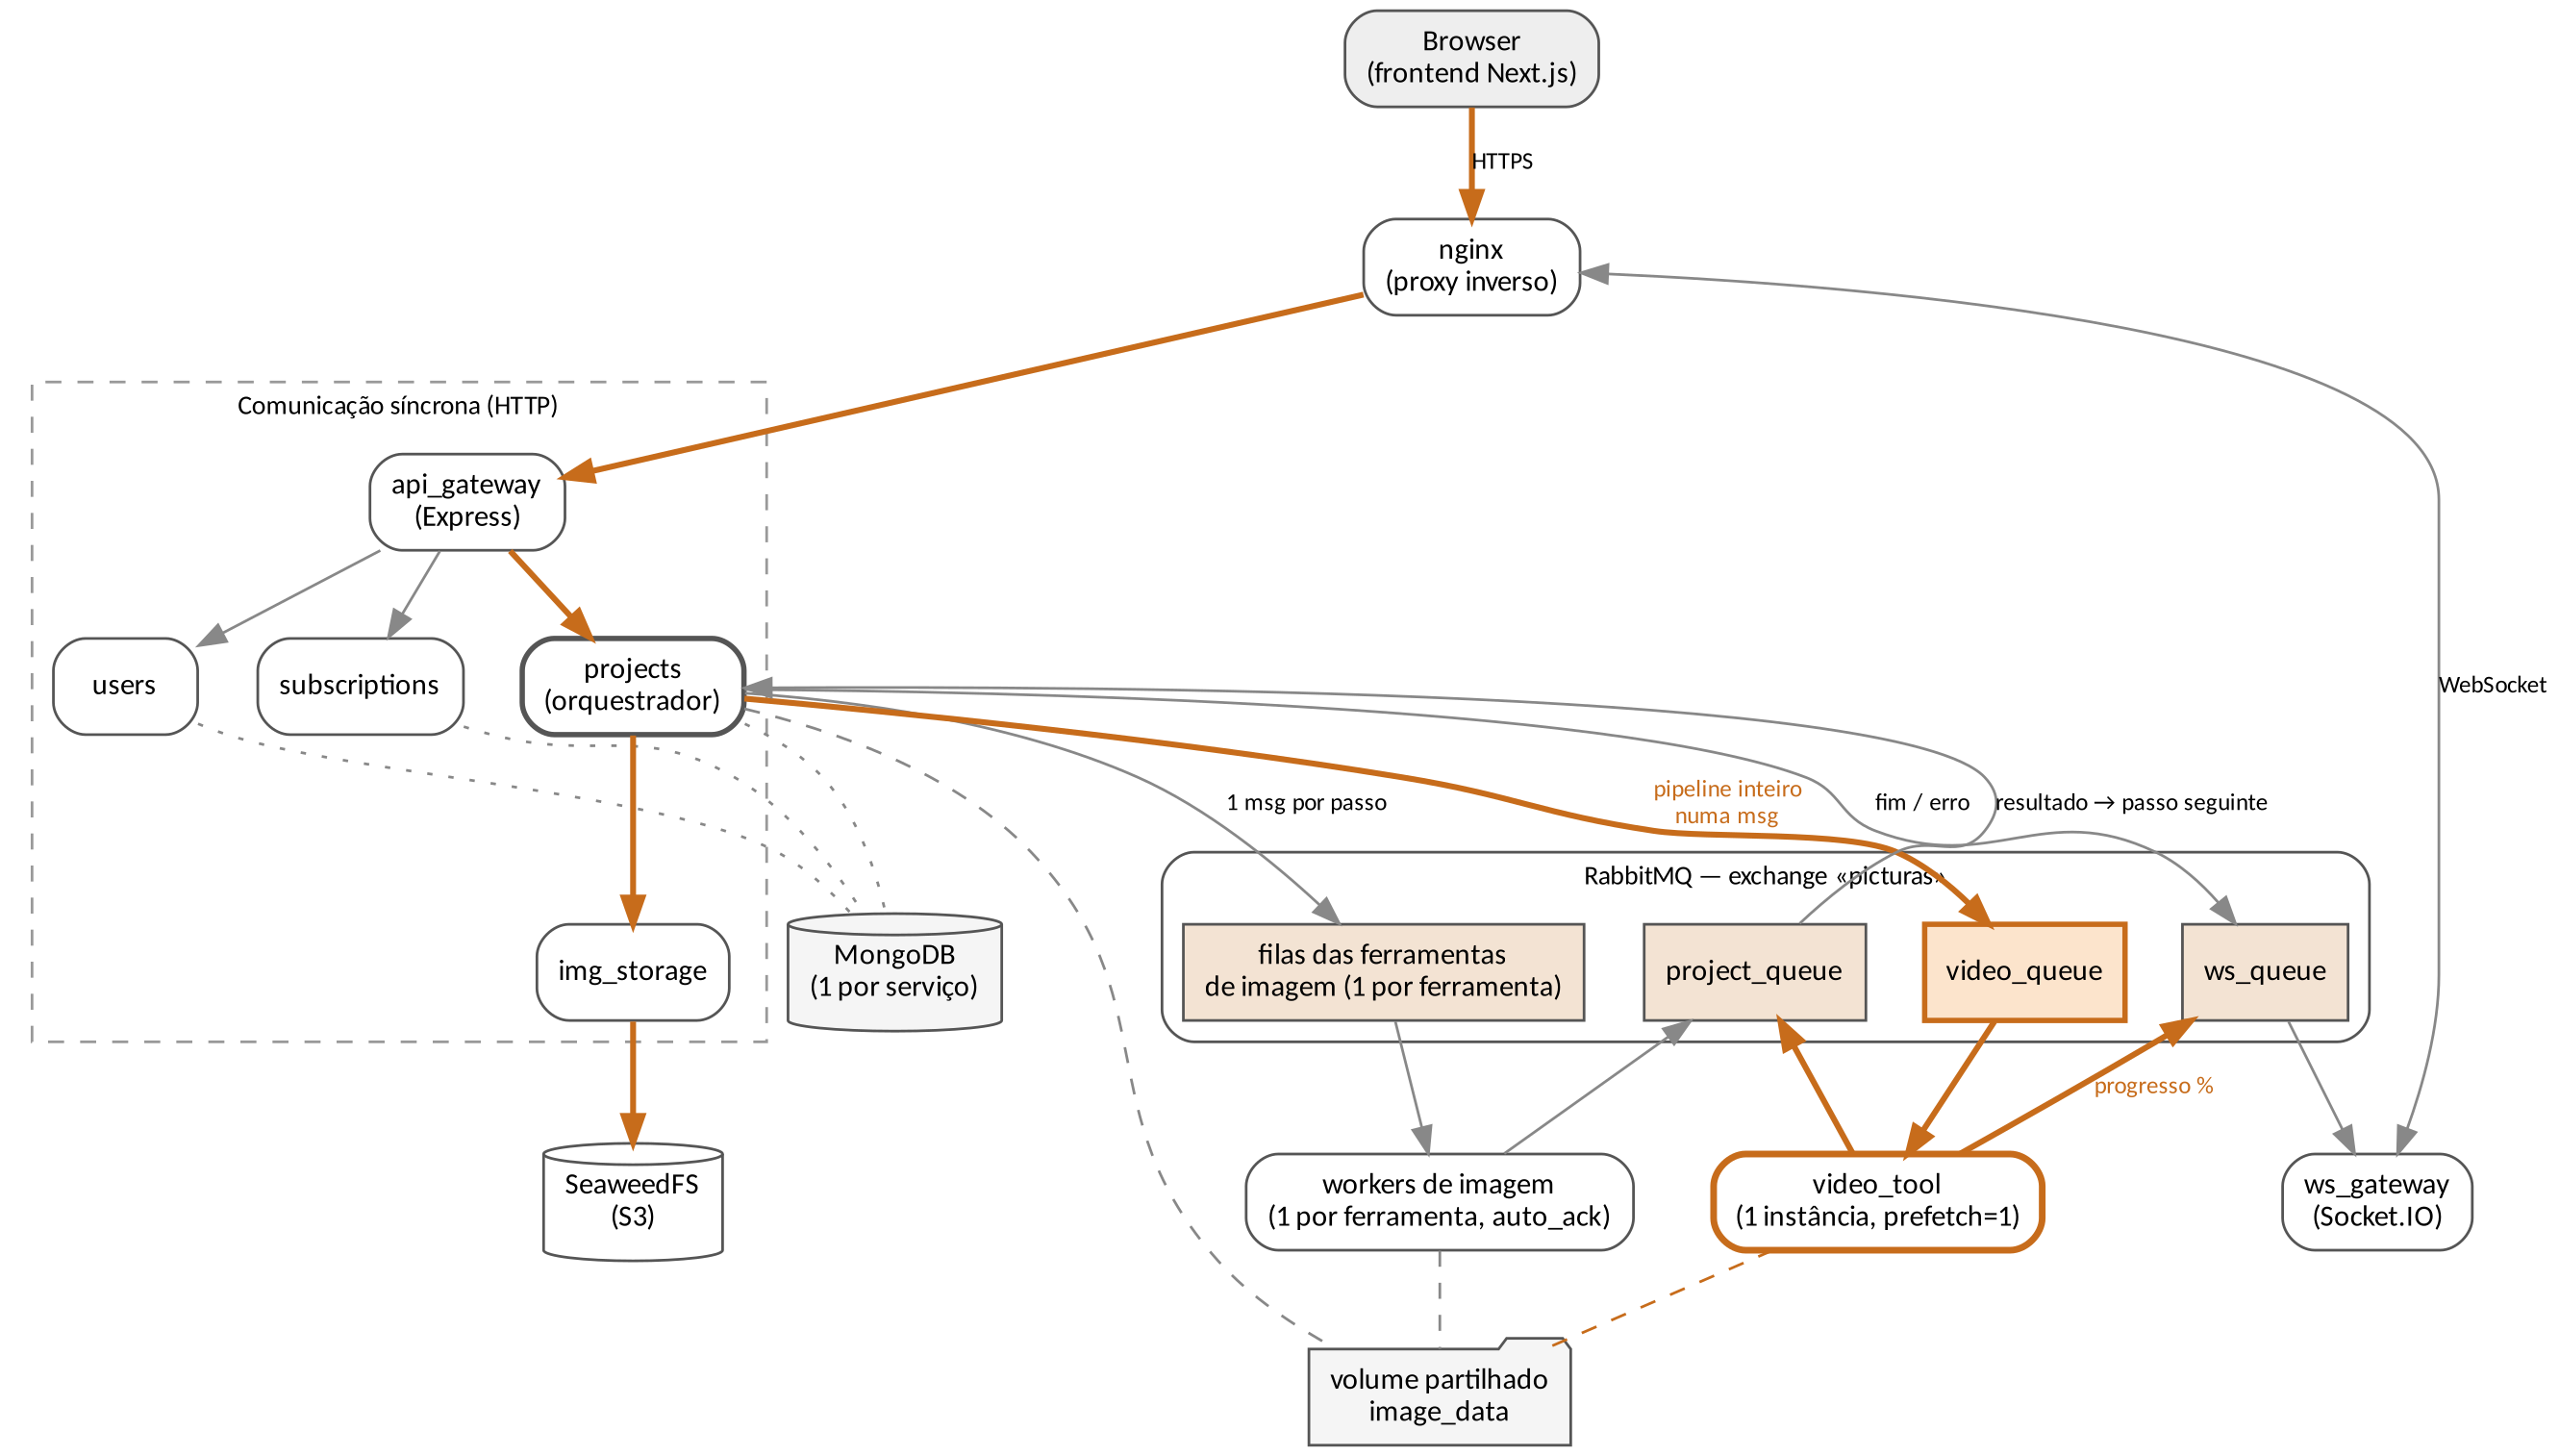 Browser
(frontend Next.js)
HTTPS
nginx
(proxy inverso)
Comunicação síncrona (HTTP)
api_gateway
(Express)
users
subscriptions
projects
(orquestrador)
WebSocket
1 msg por passo
pipeline inteiro
numa msg
fim / erro
resultado → passo seguinte
RabbitMQ — exchange «picturas»
img_storage
MongoDB
(1 por serviço)
filas das ferramentas
de imagem (1 por ferramenta)
project_queue
video_queue
ws_queue
progresso %
SeaweedFS
(S3)
workers de imagem
(1 por ferramenta, auto_ack)
video_tool
(1 instância, prefetch=1)
ws_gateway
(Socket.IO)
volume partilhado
image_data